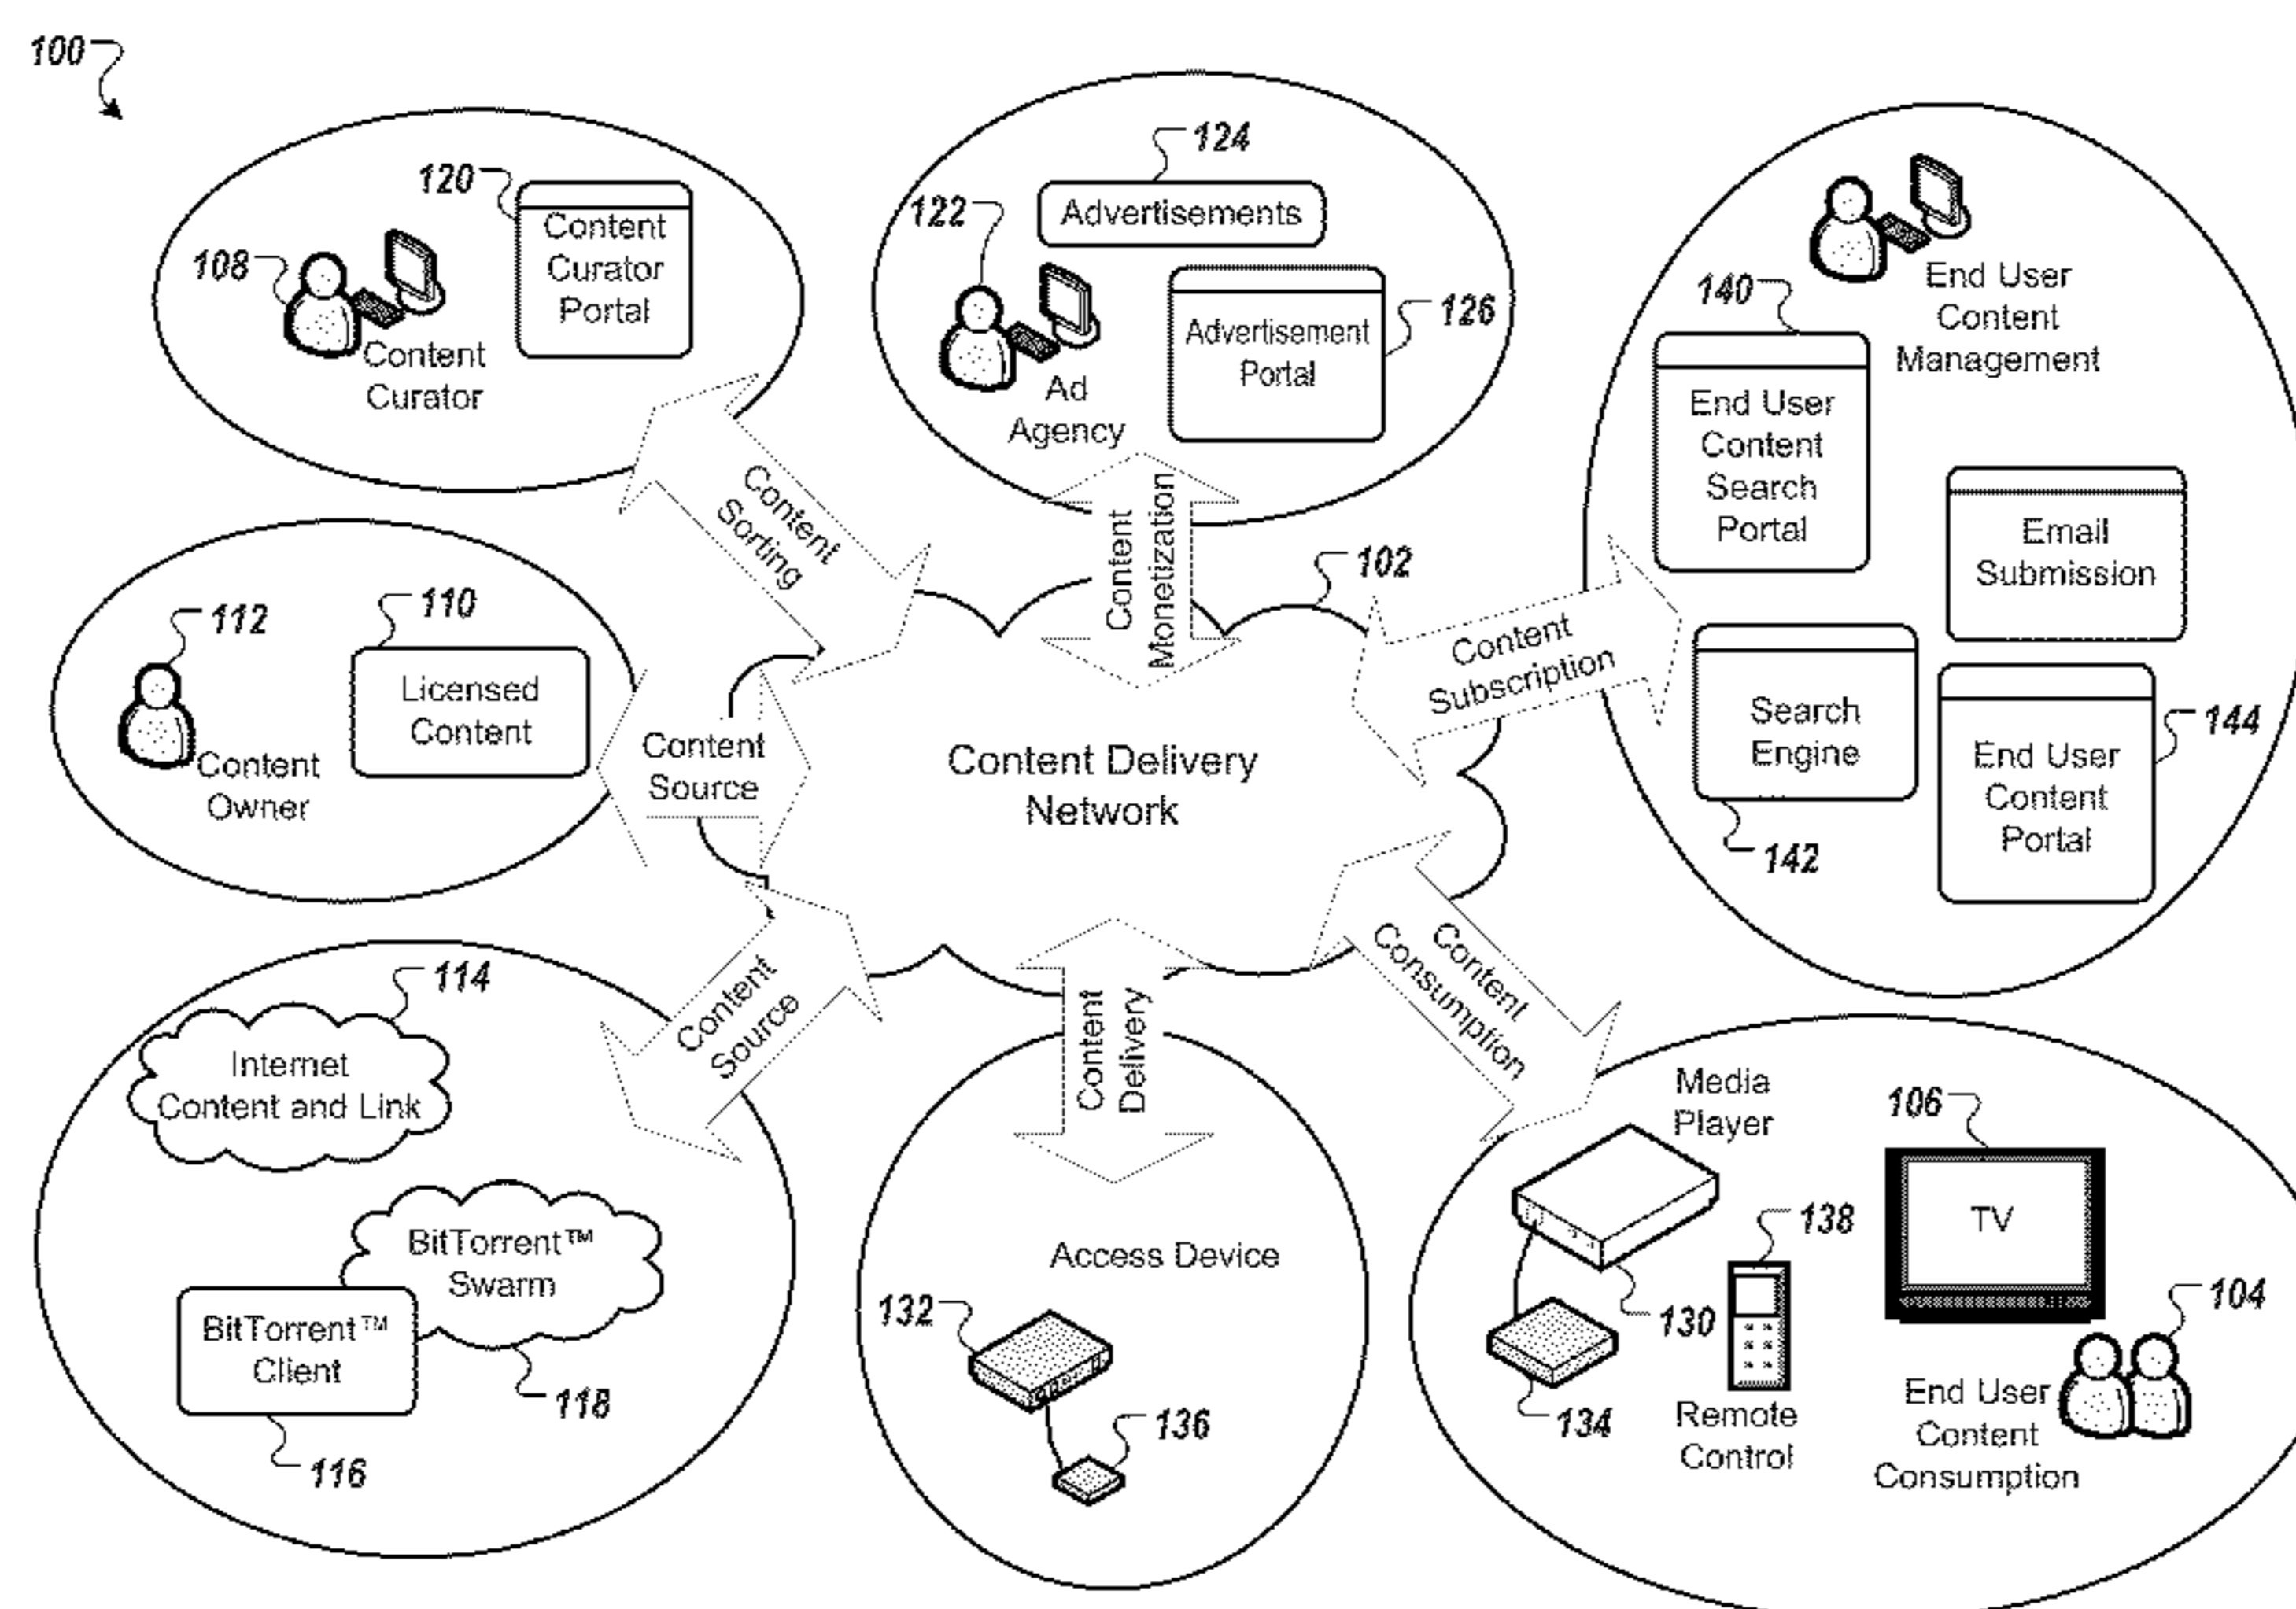 100
120
Content
Curator
Portal
108
Content
Curator
124
Advertisements
122
Advertisement
Portal
126
Ad
Agency
End User
Content
Management
140
End User
Content
Search
Portal
Email
Submission
Search
Engine
142
End User
Content
Portal
144
Content
Sorting
Content
Monetization
102
Content
Subscription
112
110
Licensed
Content
Content
Owner
Content
Source
Content Delivery
Network
114
Internet
Content and Link
Content
Source
BitTorrent™
Swarm
BitTorrent™
Client
118
116
Content
Delivery
Access Device
132
136
Content
Consumption
Media
Player
106
TV
138
130
134
Remote
Control
104
End User
Content
Consumption